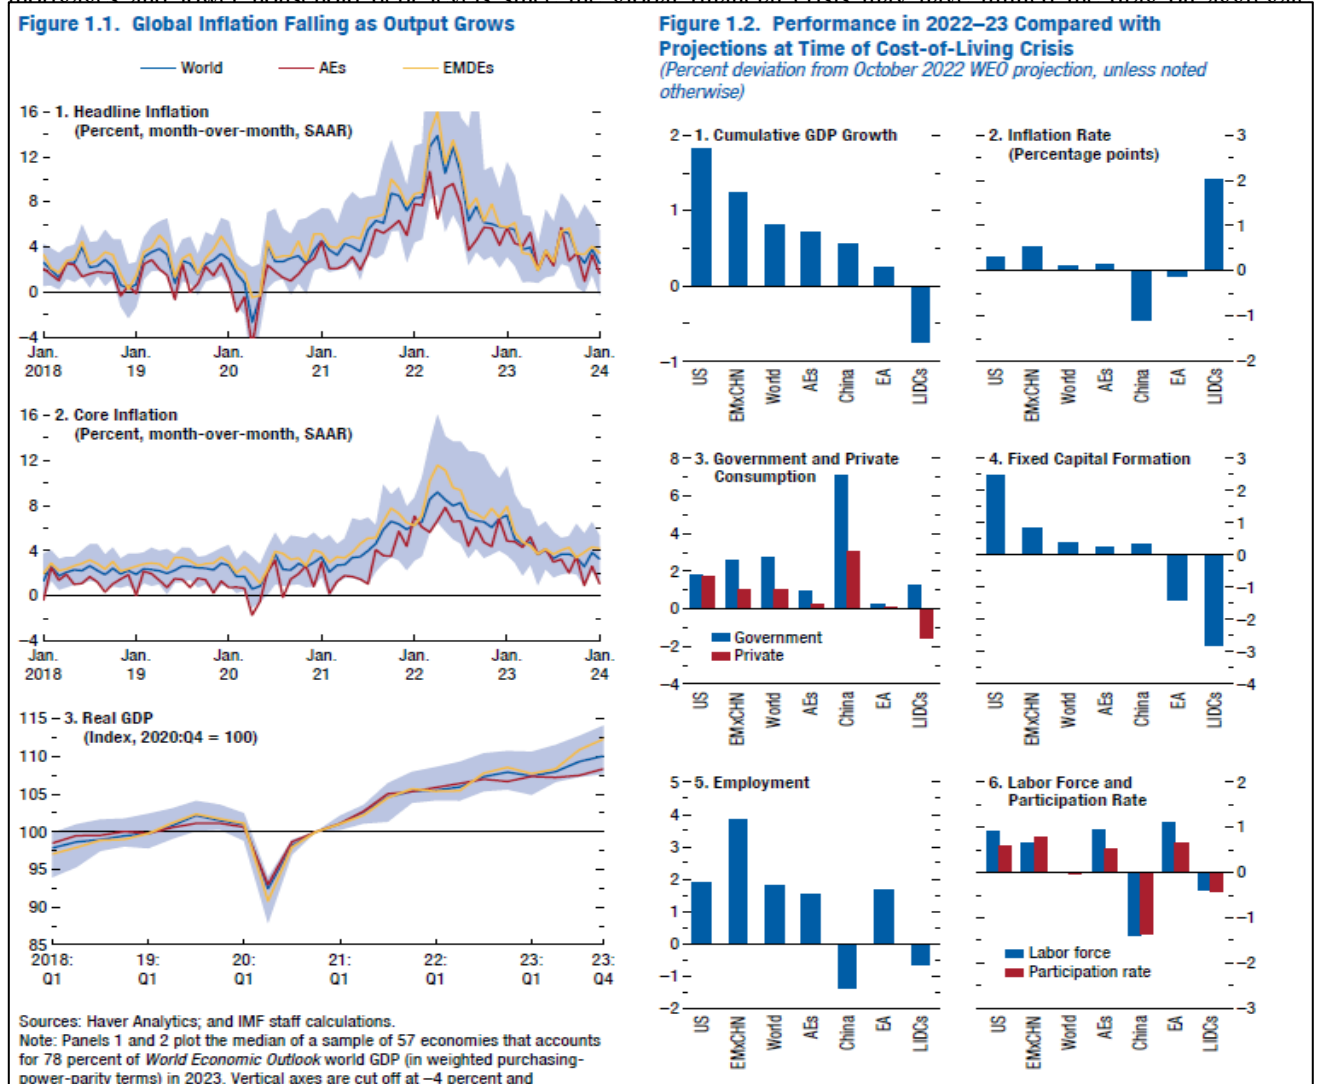 Figure 1.1. Global Inflation Falling as Output Grows
World
AEs
EMDEs
16
1. Headline Inflation
(Percent, month-over-month, SAAR)
12
8
4
0
–4
Jan. 2018
Jan. 19
Jan. 20
Jan. 21
Jan. 22
Jan. 23
Jan. 24
16
2. Core Inflation
(Percent, month-over-month, SAAR)
12
8
4
0
–4
Jan. 2018
Jan. 19
Jan. 20
Jan. 21
Jan. 22
Jan. 23
Jan. 24
115
3. Real GDP
(Index, 2020:Q4 = 100)
110
105
100
95
90
85
2018: Q1
19: Q1
20: Q1
21: Q1
22: Q1
23: Q1
23: Q4
Sources: Haver Analytics; and IMF staff calculations.
Note: Panels 1 and 2 plot the median of a sample of 57 economies that accounts
for 78 percent of World Economic Outlook world GDP (in weighted purchasing-
power-parity terms) in 2023. Vertical axes are cut off at –4 percent and
Figure 1.2. Performance in 2022–23 Compared with
Projections at Time of Cost-of-Living Crisis
(Percent deviation from October 2022 WEO projection, unless noted
otherwise)
2
1. Cumulative GDP Growth
1
0
–1
US
EMxCHN
World
AEs
China
EA
LIDCs
2. Inflation Rate
(Percentage points)
3
2
1
0
–1
–2
US
EMxCHN
World
AEs
China
EA
LIDCs
8
3. Government and Private
Consumption
6
4
2
0
–2
–4
Government
Private
US
EMxCHN
World
AEs
China
EA
LIDCs
4. Fixed Capital Formation
3
2
1
0
–1
–2
–3
–4
US
EMxCHN
World
AEs
China
EA
LIDCs
5
5. Employment
4
3
2
1
0
–1
–2
US
EMxCHN
World
AEs
China
EA
LIDCs
6. Labor Force and
Participation Rate
2
1
0
–1
–2
–3
Labor force
Participation rate
US
EMxCHN
World
AEs
China
EA
LIDCs